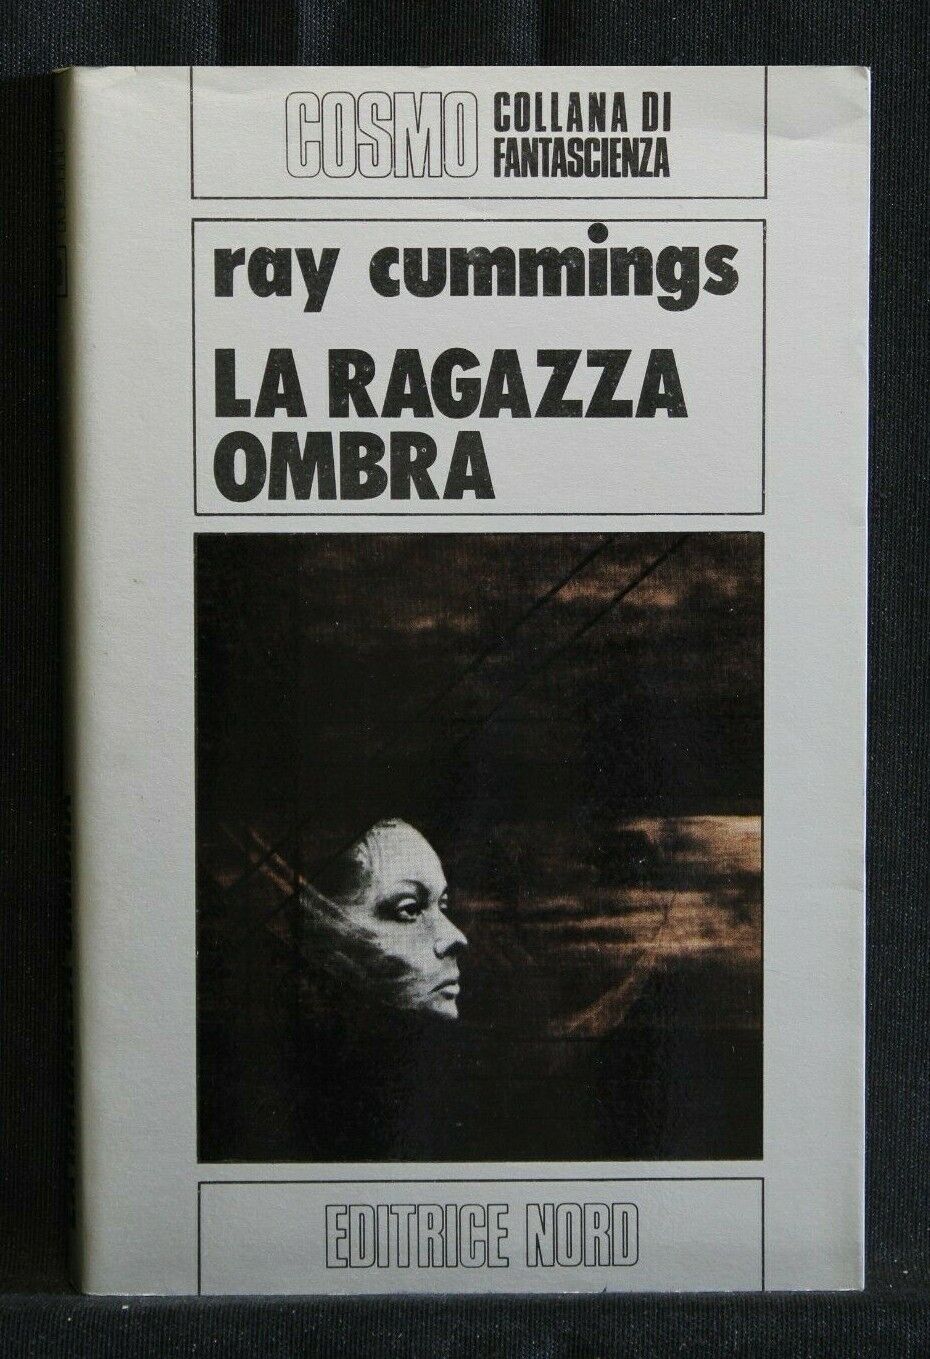 COSMO COLLANA DI
FANTASCIENZA
ray cummings
LA RAGAZZA
OMBRA
EDITRICE NORD